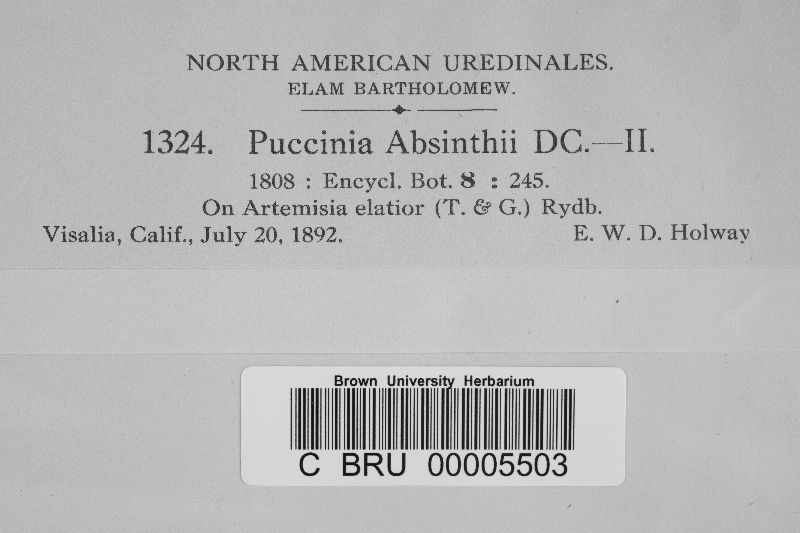 NORTH AMERICAN UREDINALES.
ELAM BARTHOLOMEW.
1324. Puccinia Absinthii DC.—II.
1808 : Encycl. Bot. 8 : 245.
On Artemisia elatior (T. & G.) Rydb.
Visalia, Calif., July 20, 1892. E. W. D. Holway
Brown University Herbarium
C BRU 00005503